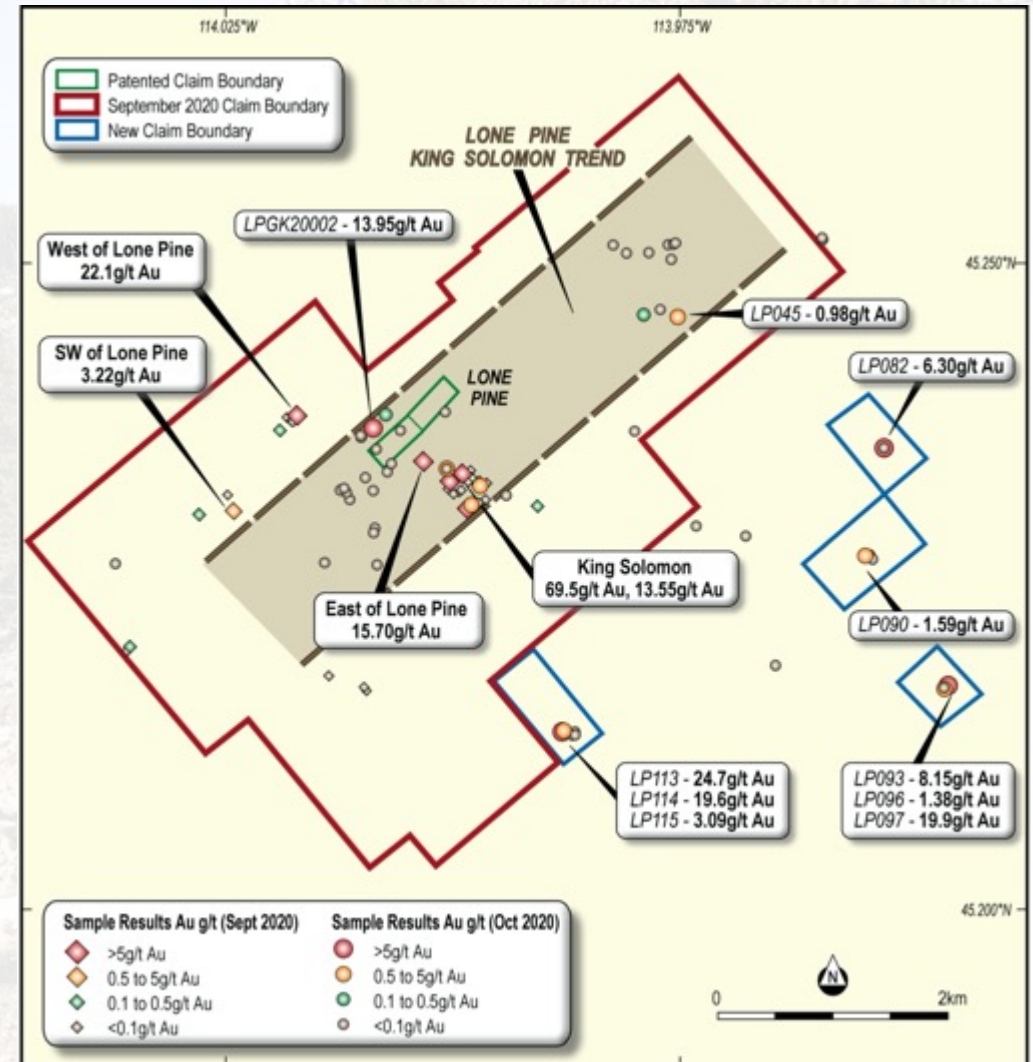 114.025°W
113.975°W
Patented Claim Boundary
September 2020 Claim Boundary
New Claim Boundary
LONE PINE
KING SOLOMON TREND
LPGK20002 - 13.95g/t Au
West of Lone Pine
22.1g/t Au
45.250°N
LP045 - 0.98g/t Au
SW of Lone Pine
3.22g/t Au
LP082 - 6.30g/t Au
LONE
PINE
King Solomon
69.5g/t Au, 13.55g/t Au
East of Lone Pine
15.70g/t Au
LP090 - 1.59g/t Au
LP113 - 24.7g/t Au
LP114 - 19.6g/t Au
LP115 - 3.09g/t Au
LP093 - 8.15g/t Au
LP096 - 1.38g/t Au
LP097 - 19.9g/t Au
45.200°N
Sample Results Au g/t (Sept 2020)
>5g/t Au
0.5 to 5g/t Au
0.1 to 0.5g/t Au
<0.1g/t Au
Sample Results Au g/t (Oct 2020)
>5g/t Au
0.5 to 5g/t Au
0.1 to 0.5g/t Au
<0.1g/t Au
N
0 2km